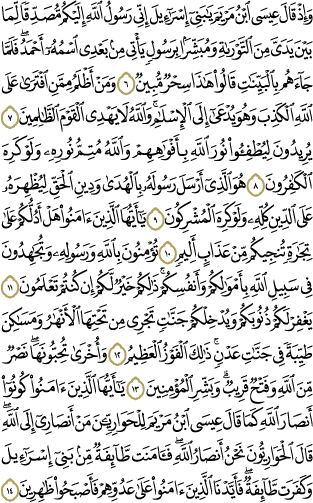 وَإِذْ قَالَ عِيسَى ٱبْنُ مَرْيَمَ يَٰبَنِىٓ إِسْرَٰٓءِيلَ إِنِّى رَسُولُ ٱللَّهِ إِلَيْكُم مُّصَدِّقًا لِّمَا
بَيْنَ يَدَىَّ مِنَ ٱلتَّوْرَىٰةِ وَمُبَشِّرًۢا بِرَسُولٍ يَأْتِى مِنۢ بَعْدِى ٱسْمُهُۥٓ أَحْمَدُ ۖ فَلَمَّا
جَآءَهُم بِٱلْبَيِّنَٰتِ قَالُوا۟ هَٰذَا سِحْرٌ مُّبِينٌ ٦ وَمَنْ أَظْلَمُ مِمَّنِ ٱفْتَرَىٰ عَلَى
ٱللَّهِ ٱلْكَذِبَ وَهُوَ يُدْعَىٰٓ إِلَى ٱلْإِسْلَٰمِ ۚ وَٱللَّهُ لَا يَهْدِى ٱلْقَوْمَ ٱلظَّٰلِمِينَ ٧
يُرِيدُونَ لِيُطْفِـُٔوا۟ نُورَ ٱللَّهِ بِأَفْوَٰهِهِمْ وَٱللَّهُ مُتِمُّ نُورِهِۦ وَلَوْ كَرِهَ
ٱلْكَٰفِرُونَ ٨ هُوَ ٱلَّذِىٓ أَرْسَلَ رَسُولَهُۥ بِٱلْهُدَىٰ وَدِينِ ٱلْحَقِّ لِيُظْهِرَهُۥ
عَلَى ٱلدِّينِ كُلِّهِۦ وَلَوْ كَرِهَ ٱلْمُشْرِكُونَ ٩ يَٰٓأَيُّهَا ٱلَّذِينَ ءَامَنُوا۟ هَلْ أَدُلُّكُمْ عَلَىٰ
تِجَٰرَةٍ تُنجِيكُم مِّنْ عَذَابٍ أَلِيمٍ ١٠ تُؤْمِنُونَ بِٱللَّهِ وَرَسُولِهِۦ وَتُجَٰهِدُونَ
فِى سَبِيلِ ٱللَّهِ بِأَمْوَٰلِكُمْ وَأَنفُسِكُمْ ۚ ذَٰلِكُمْ خَيْرٌ لَّكُمْ إِن كُنتُمْ تَعْلَمُونَ ١١
يَغْفِرْ لَكُمْ ذُنُوبَكُمْ وَيُدْخِلْكُمْ جَنَّٰتٍ تَجْرِى مِن تَحْتِهَا ٱلْأَنْهَٰرُ وَمَسَٰكِنَ
طَيِّبَةً فِى جَنَّٰتِ عَدْنٍ ۚ ذَٰلِكَ ٱلْفَوْزُ ٱلْعَظِيمُ ١٢ وَأُخْرَىٰ تُحِبُّونَهَا ۖ نَصْرٌ
مِّنَ ٱللَّهِ وَفَتْحٌ قَرِيبٌ ۗ وَبَشِّرِ ٱلْمُؤْمِنِينَ ١٣ يَٰٓأَيُّهَا ٱلَّذِينَ ءَامَنُوا۟ كُونُوٓا۟
أَنصَارَ ٱللَّهِ كَمَا قَالَ عِيسَى ٱبْنُ مَرْيَمَ لِلْحَوَارِيِّـۧنَ مَنْ أَنصَارِىٓ إِلَى ٱللَّهِ ۖ
قَالَ ٱلْحَوَارِيُّونَ نَحْنُ أَنصَارُ ٱللَّهِ ۖ فَـَٔامَنَت طَّآئِفَةٌ مِّنۢ بَنِىٓ إِسْرَٰٓءِيلَ
وَكَفَرَت طَّآئِفَةٌ ۖ فَأَيَّدْنَا ٱلَّذِينَ ءَامَنُوا۟ عَلَىٰ عَدُوِّهِمْ فَأَصْبَحُوا۟ ظَٰهِرِينَ ١٤